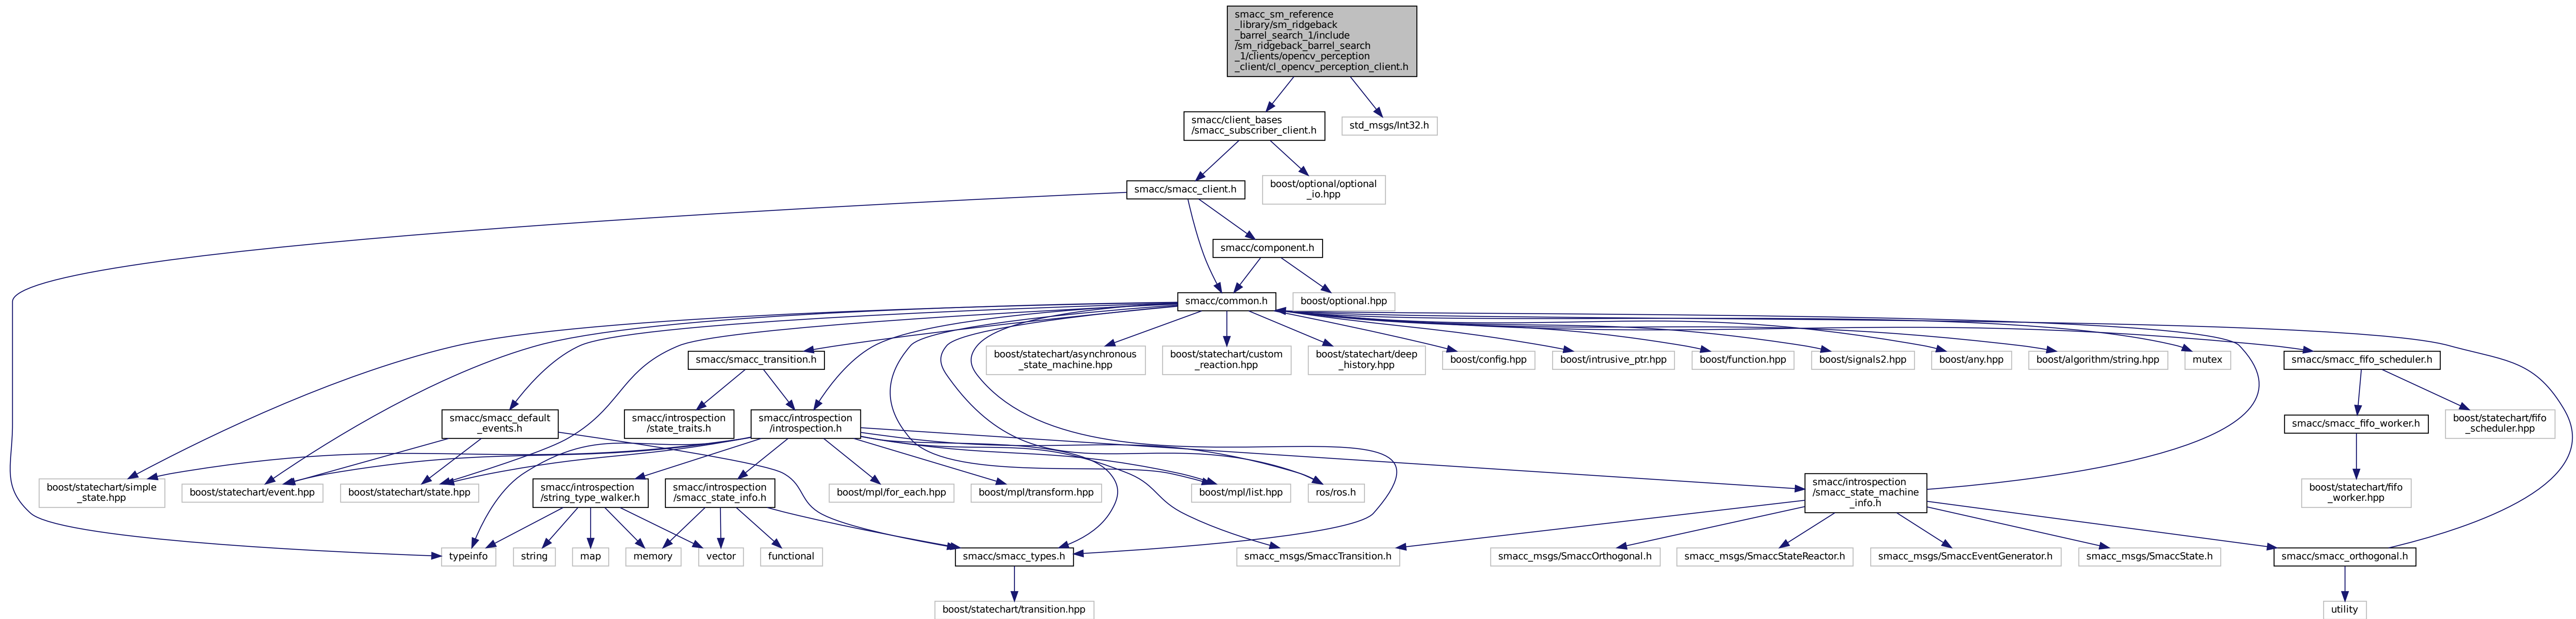 smacc_sm_reference
_library/sm_ridgeback
_barrel_search_1/include
/sm_ridgeback_barrel_search
_1/clients/opencv_perception
_client/cl_opencv_perception_client.h
smacc/client_bases
/smacc_subscriber_client.h
std_msgs/Int32.h
smacc/smacc_client.h
boost/optional/optional
_io.hpp
smacc/component.h
smacc/common.h
boost/optional.hpp
smacc/smacc_transition.h
boost/statechart/asynchronous
_state_machine.hpp
boost/statechart/custom
_reaction.hpp
boost/statechart/deep
_history.hpp
boost/config.hpp
boost/intrusive_ptr.hpp
boost/function.hpp
boost/signals2.hpp
boost/any.hpp
boost/algorithm/string.hpp
mutex
smacc/smacc_fifo_scheduler.h
smacc/smacc_default
_events.h
smacc/introspection
/state_traits.h
smacc/introspection
/introspection.h
smacc/smacc_fifo_worker.h
boost/statechart/fifo
_scheduler.hpp
boost/statechart/simple
_state.hpp
boost/statechart/event.hpp
boost/statechart/state.hpp
smacc/introspection
/string_type_walker.h
smacc/introspection
/smacc_state_info.h
boost/mpl/for_each.hpp
boost/mpl/transform.hpp
boost/mpl/list.hpp
ros/ros.h
smacc/introspection
/smacc_state_machine
_info.h
boost/statechart/fifo
_worker.hpp
typeinfo
string
map
memory
vector
functional
smacc/smacc_types.h
smacc_msgs/SmaccTransition.h
smacc_msgs/SmaccOrthogonal.h
smacc_msgs/SmaccStateReactor.h
smacc_msgs/SmaccEventGenerator.h
smacc_msgs/SmaccState.h
smacc/smacc_orthogonal.h
boost/statechart/transition.hpp
utility